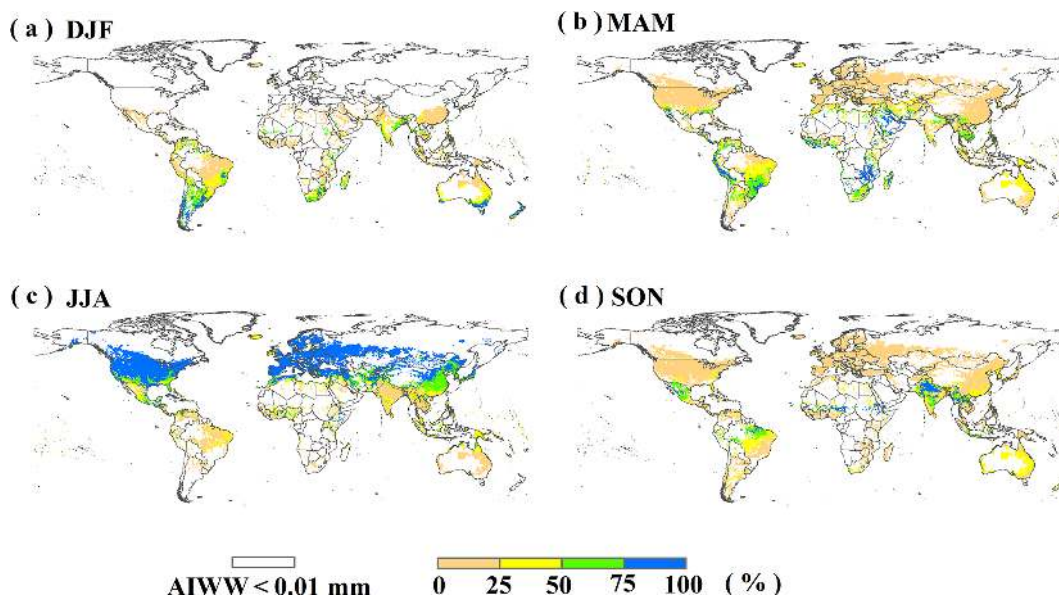 ( a ) DJF
( b ) MAM
( c ) JJA
( d ) SON
AIWW < 0.01 mm
0 25 50 75 100 ( % )